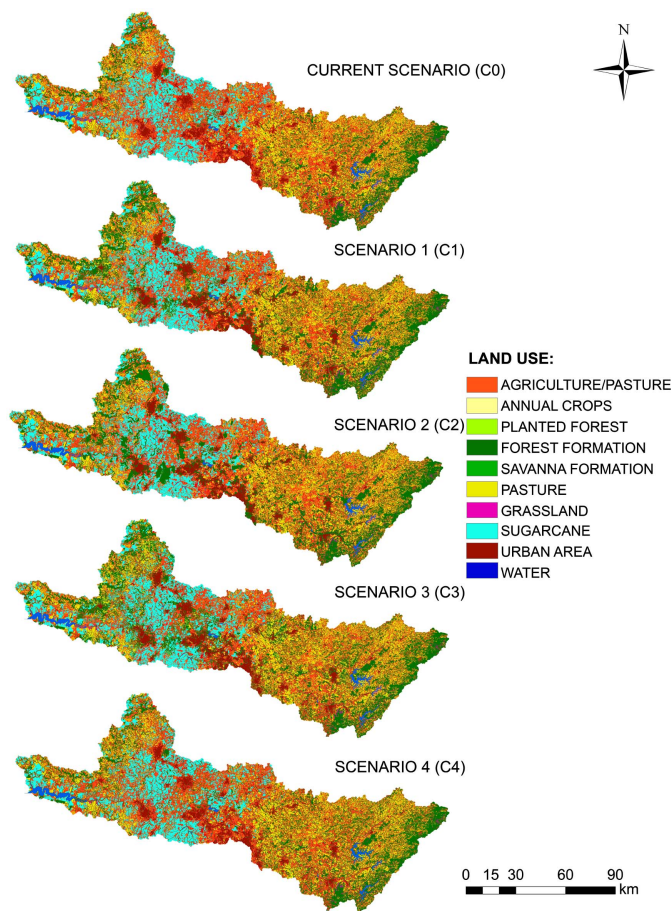 N
CURRENT SCENARIO (C0)
SCENARIO 1 (C1)
SCENARIO 2 (C2)
SCENARIO 3 (C3)
SCENARIO 4 (C4)
LAND USE:
AGRICULTURE/PASTURE
ANNUAL CROPS
PLANTED FOREST
FOREST FORMATION
SAVANNA FORMATION
PASTURE
GRASSLAND
SUGARCANE
URBAN AREA
WATER
0 15 30 60 90
km